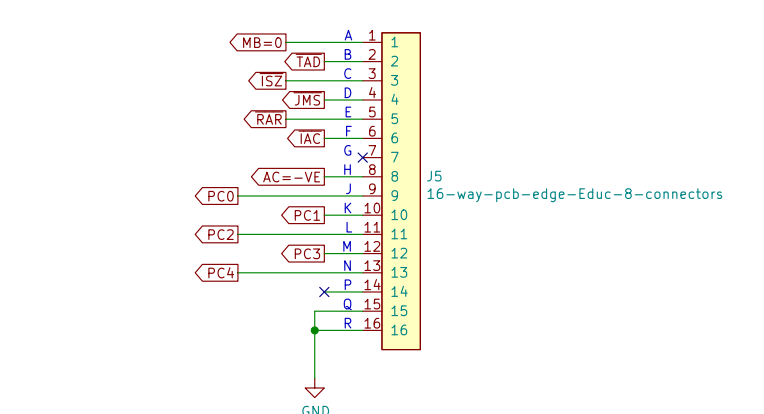 MB=0 A 1 1
TAD B 2 2
ISZ C 3 3
JMS D 4 4
RAR E 5 5
IAC F 6 6
G 7 7
AC=-VE H 8 8
J5
PC0 J 9 9
16-way-pcb-edge-Educ-8-connectors
PC1 K 10 10
PC2 L 11 11
PC3 M 12 12
PC4 N 13 13
P 14 14
Q 15 15
R 16 16
GND